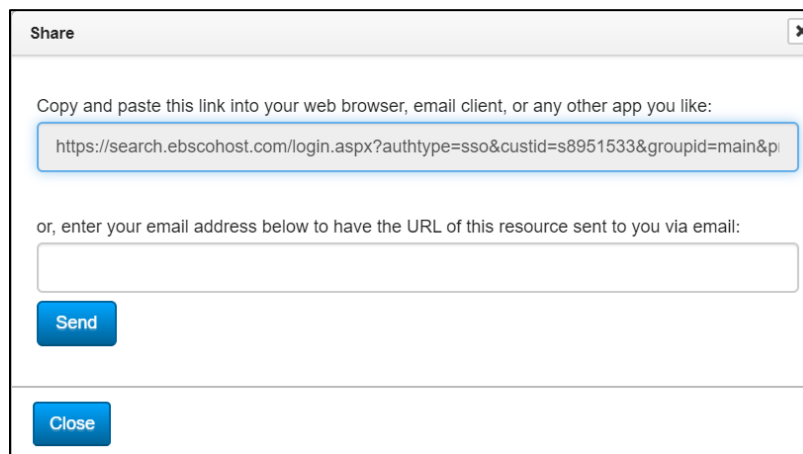 Share
Copy and paste this link into your web browser, email client, or any other app you like:
https://search.ebscohost.com/login.aspx?authtype=sso&custid=s8951533&groupid=main&p
or, enter your email address below to have the URL of this resource sent to you via email:
Send
Close